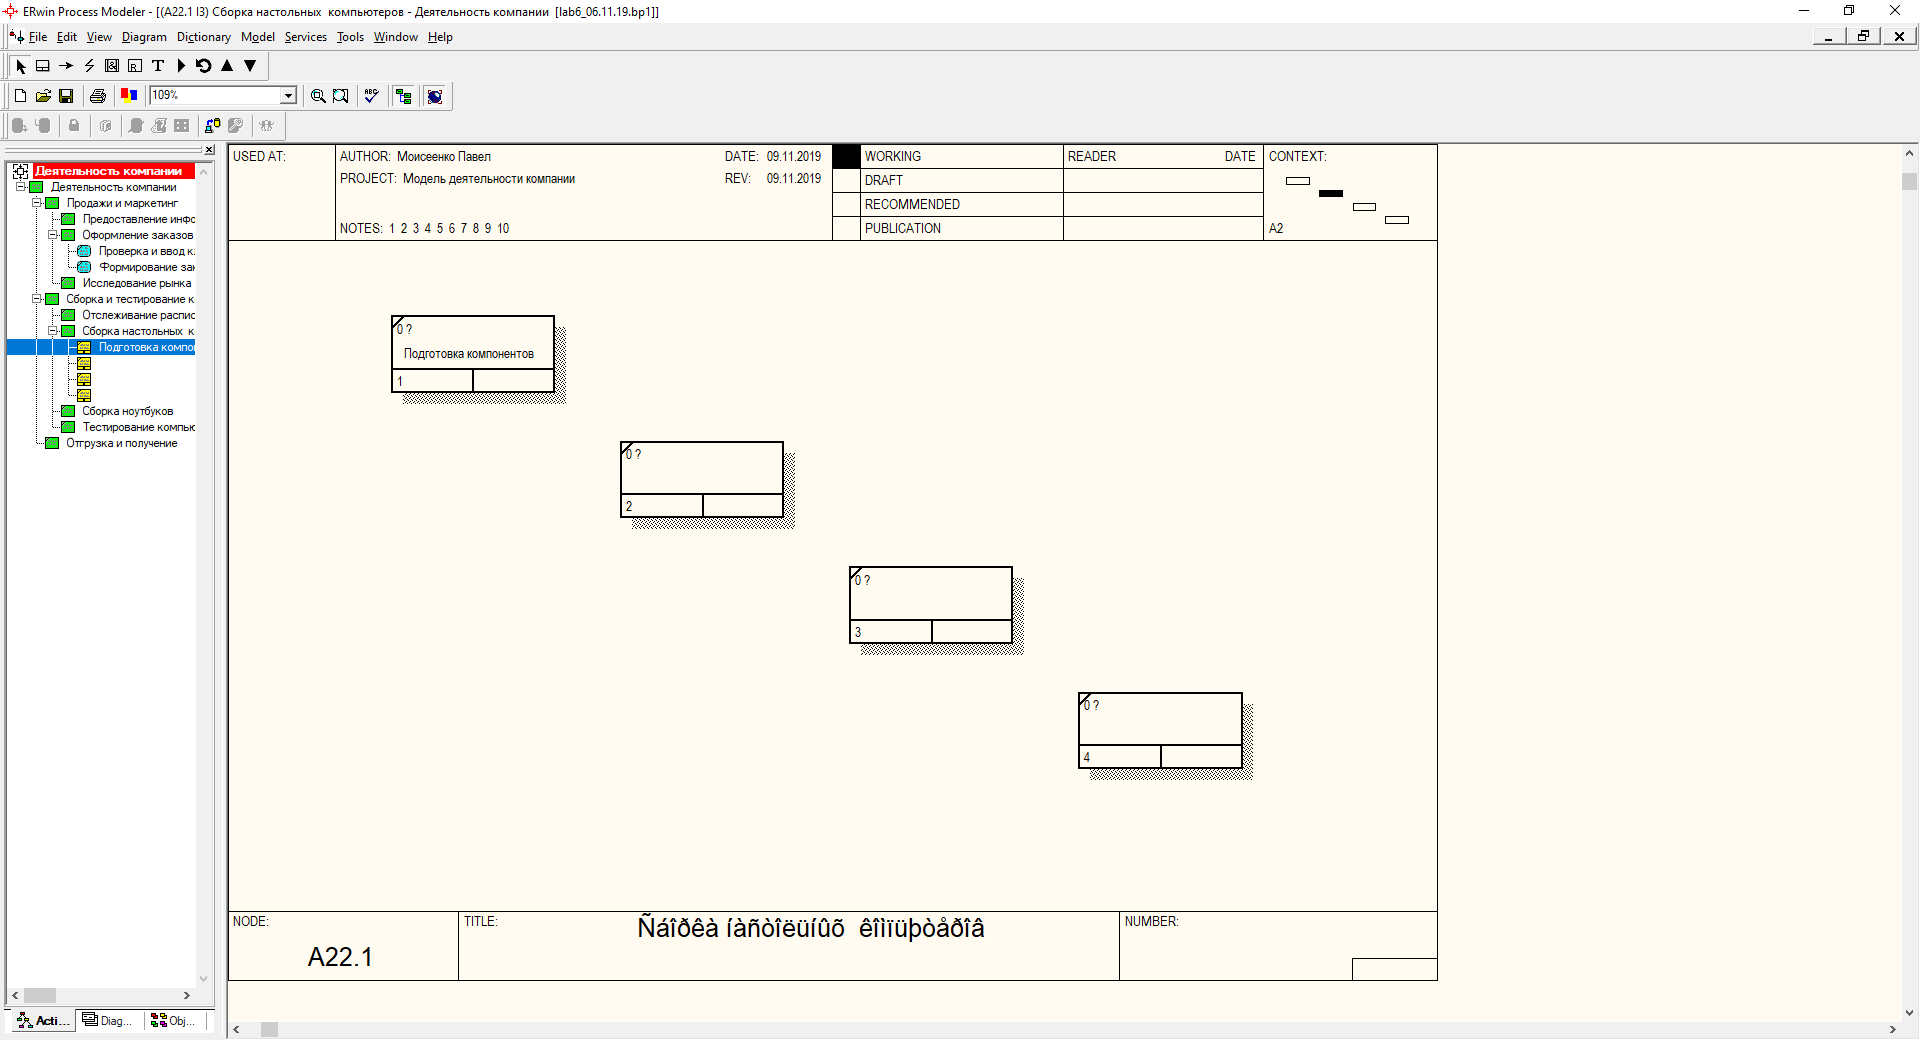 ERwin Process Modeler - [(A22.1 I3) Сборка настольных  компьютеров - Деятельность компании  [lab6_06.11.19.bp1]]
File Edit View Diagram Dictionary Model Services Tools Window Help
T
109%
ABC
Деятельность компании
Деятельность компании
Продажи и маркетинг
Предоставление инфо
Оформление заказов
Проверка и ввод к
Формирование зак
Исследование рынка
Сборка и тестирование к
Отслеживание распис
Сборка настольных к
Подготовка компо
Сборка ноутбуков
Тестирование компьк
Отгрузка и получение
Acti... Diag... Obj...
USED AT:
AUTHOR: Моисеенко Павел
DATE: 09.11.2019
PROJECT: Модель деятельности компании
REV: 09.11.2019
NOTES: 1 2 3 4 5 6 7 8 9 10
WORKING
DRAFT
RECOMMENDED
PUBLICATION
READER DATE
CONTEXT:
A2
0 ?
Подготовка компонентов
1
0 ?
2
0 ?
3
0 ?
4
NODE:
A22.1
TITLE:
Ñáîðêà íàñòîëüíûõ  êîìïüþòåðîâ
NUMBER: